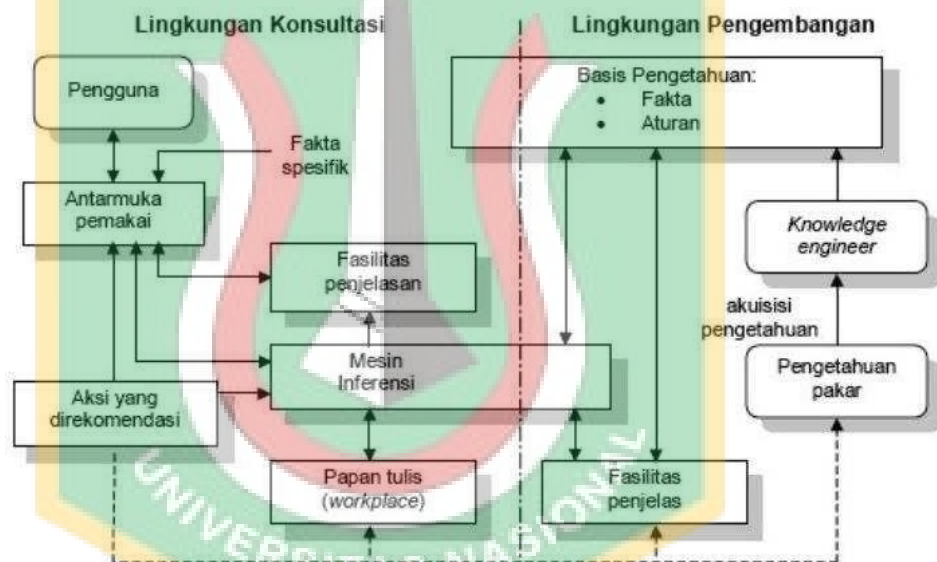 Lingkungan Konsultasi
Lingkungan Pengembangan
Pengguna
Basis Pengetahuan:
• Fakta
• Aturan
Fakta
spesifik
Antarmuka
pemakai
Knowledge
engineer
Fasilitas
penjelasan
akuisisi
pengetahuan
Mesin
Inferensi
Pengetahuan
pakar
Aksi yang
direkomendasi
Papan tulis
(workplace)
Fasilitas
penjelas
UNIVERSITAS NASIONAL